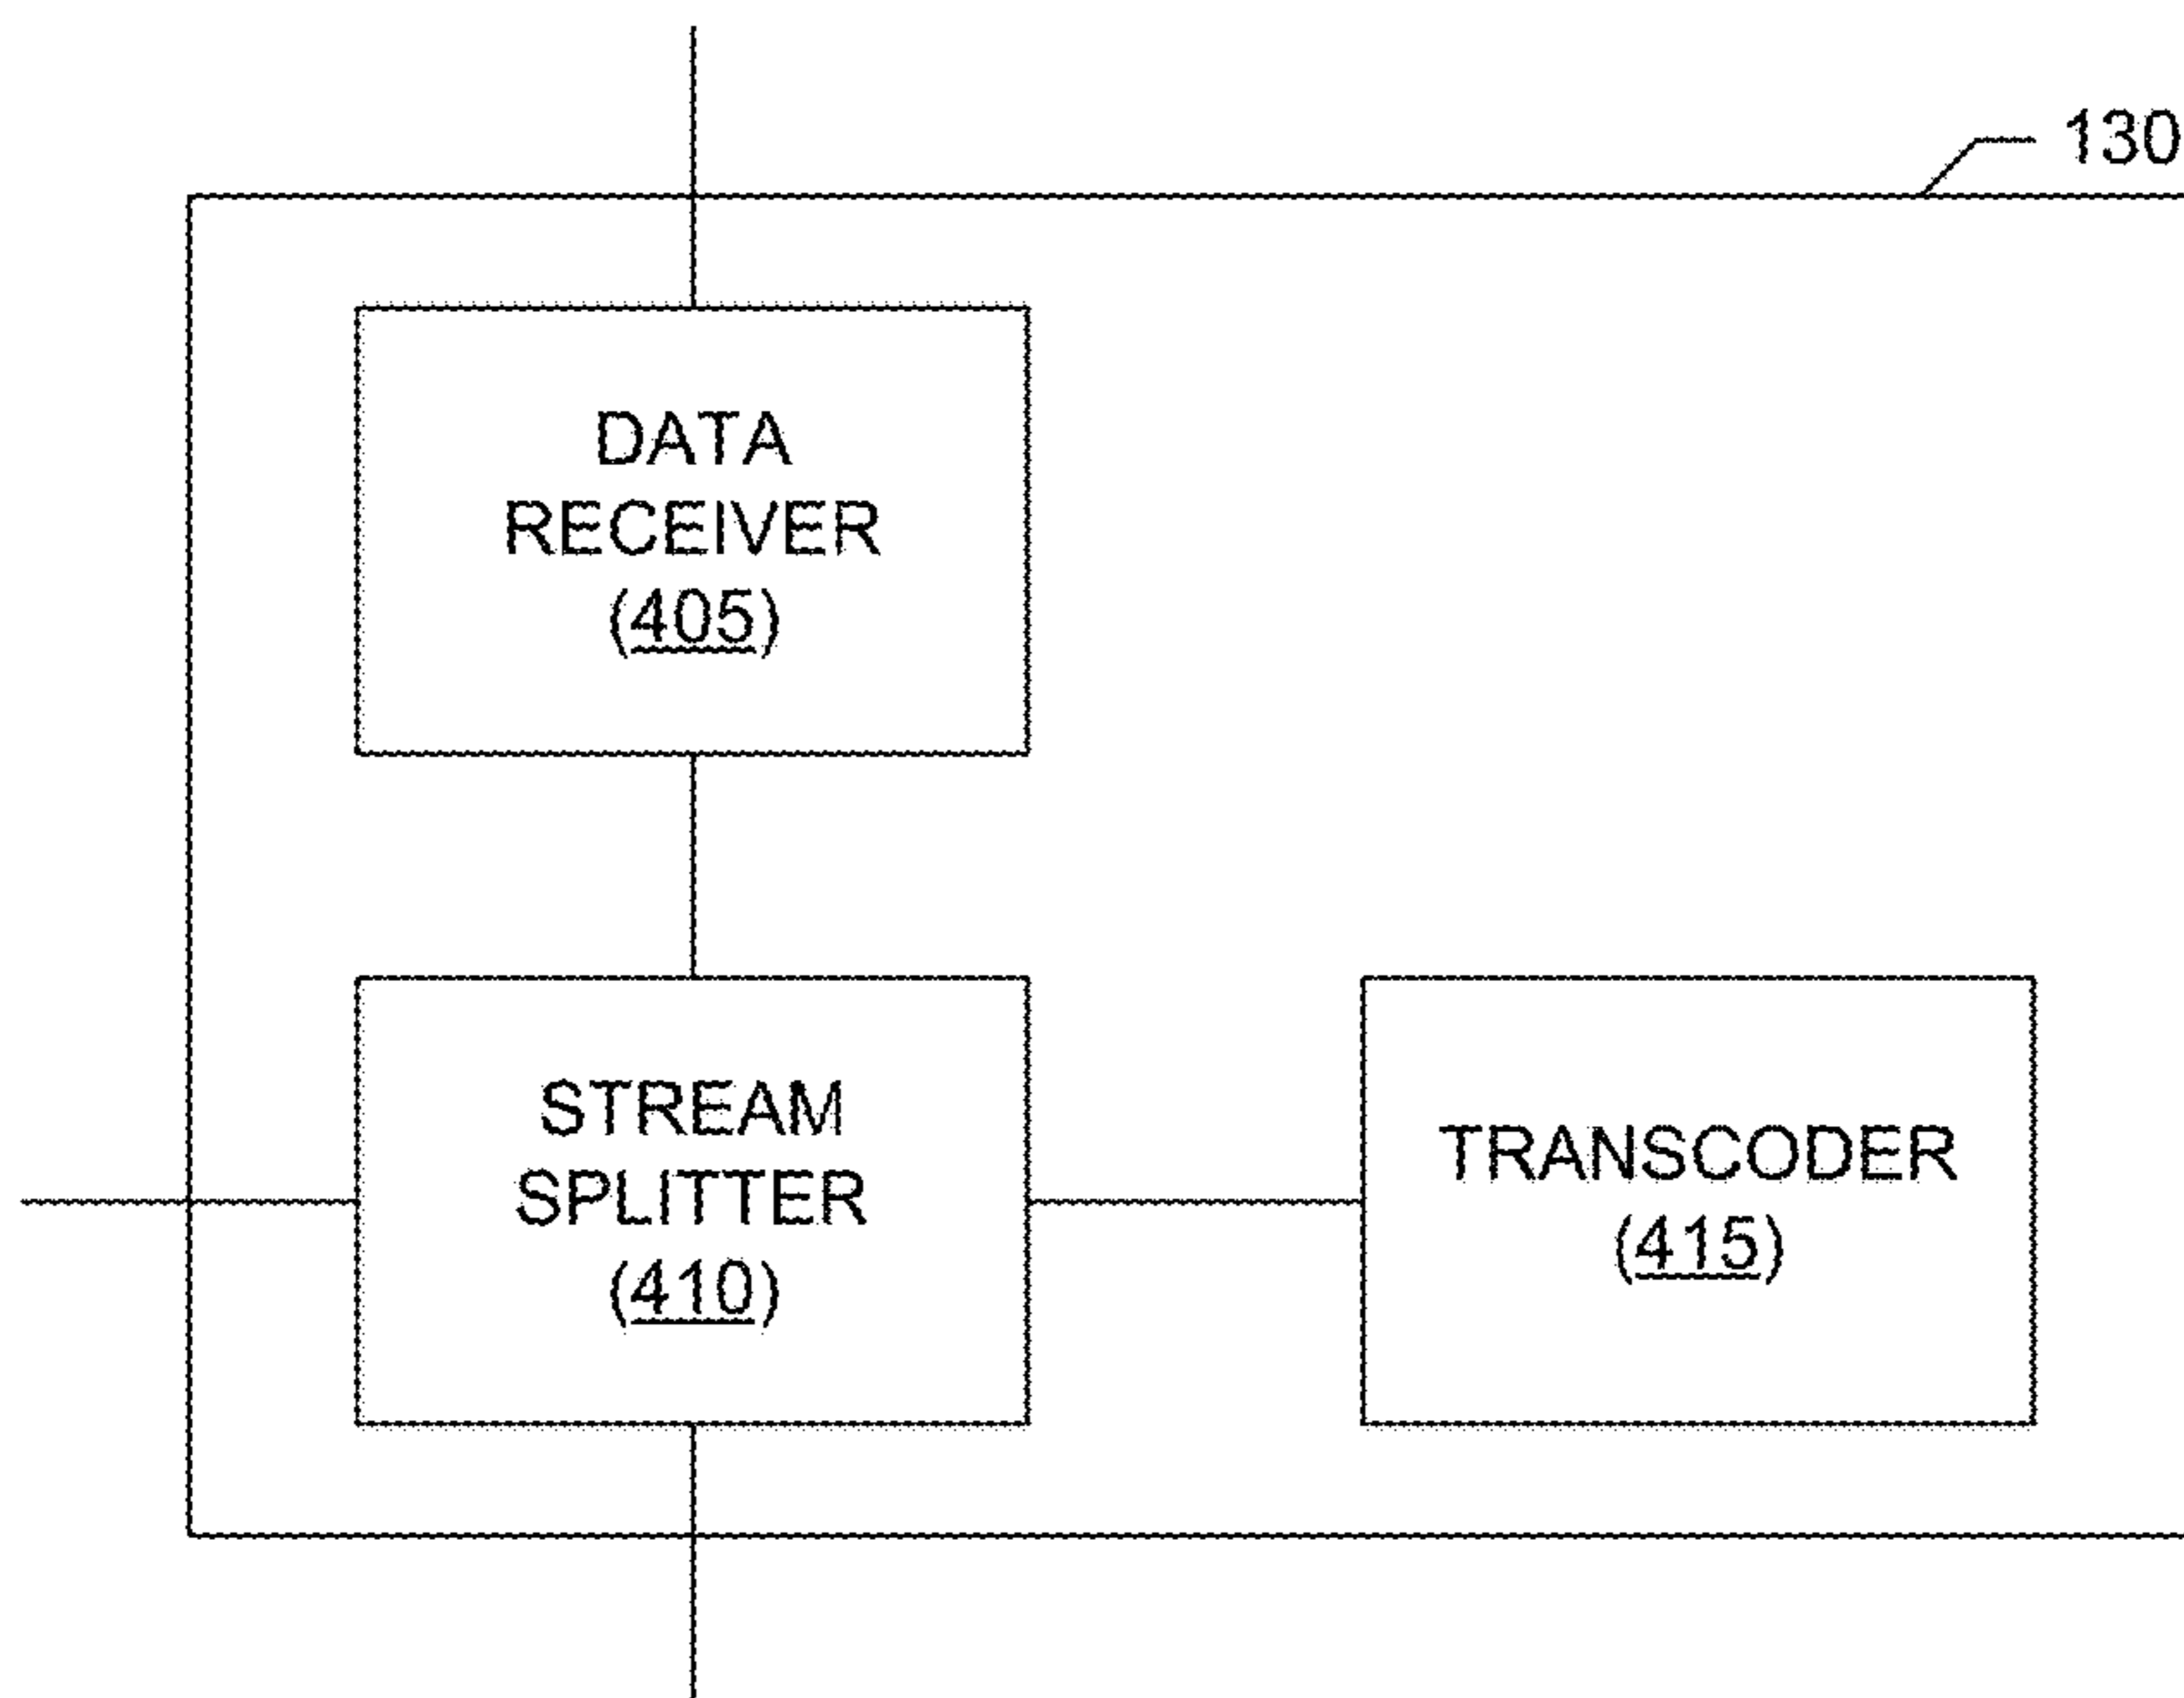 130
DATA
RECEIVER
(405)
STREAM
SPLITTER
(410)
TRANSCODER
(415)